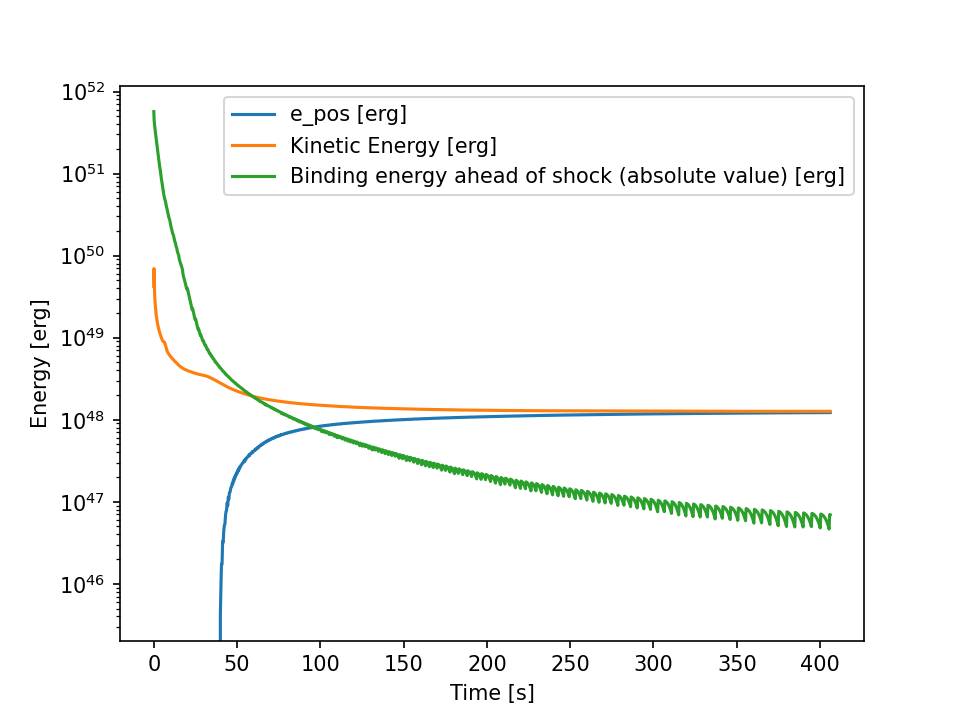 10^52
10^51
10^50
10^49
10^48
10^47
10^46
Energy [erg]
e_pos [erg]
Kinetic Energy [erg]
Binding energy ahead of shock (absolute value) [erg]
0 50 100 150 200 250 300 350 400
Time [s]